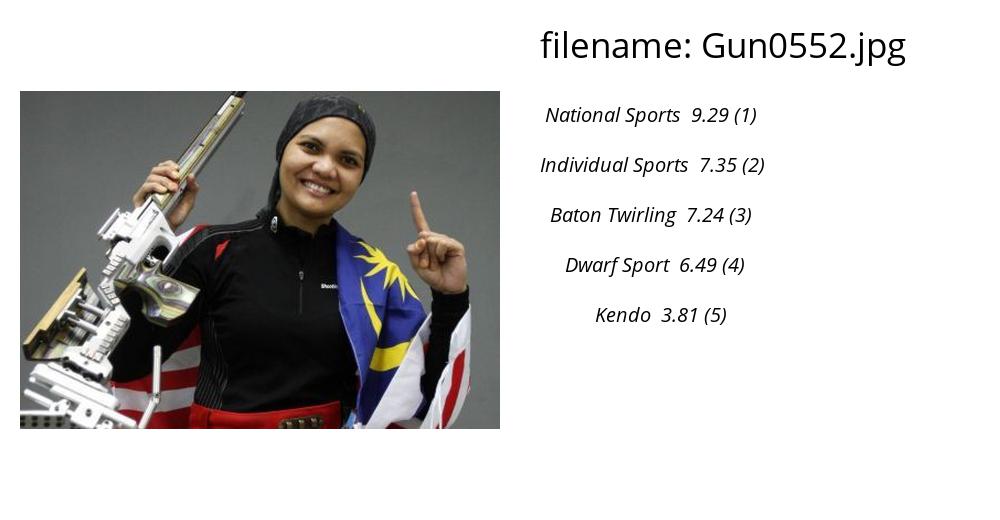 filename: Gun0552.jpg
National Sports 9.29 (1)
Individual Sports 7.35 (2)
Baton Twirling 7.24 (3)
Dwarf Sport 6.49 (4)
Kendo 3.81 (5)